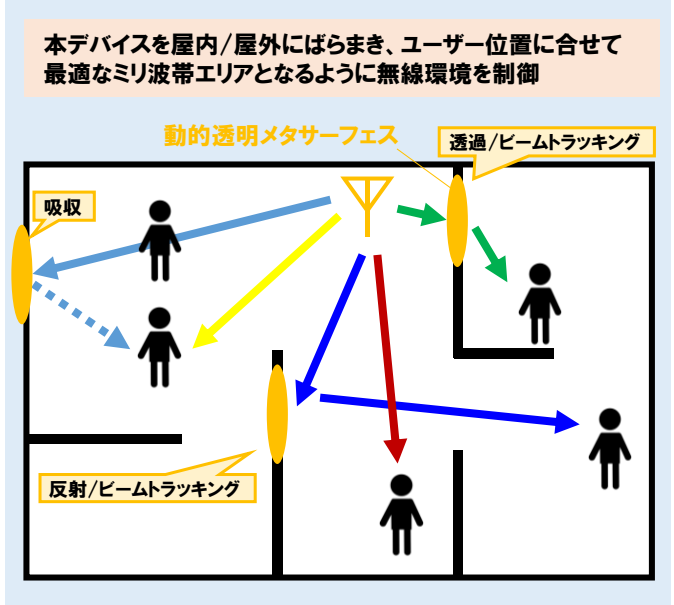 本デバイスを屋内/屋外にばらまき、ユーザー位置に合せて
最適なミリ波帯エリアとなるように無線環境を制御
動的透明メタサーフェス
透過/ビームトラッキング
吸収
反射/ビームトラッキング